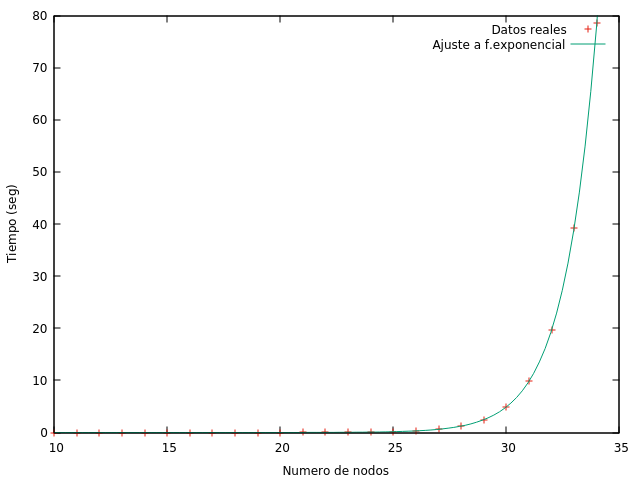 80
70
60
50
40
30
20
10
0
Tiempo (seg)
Datos reales
Ajuste a f.exponencial
10 15 20 25 30 35
Numero de nodos